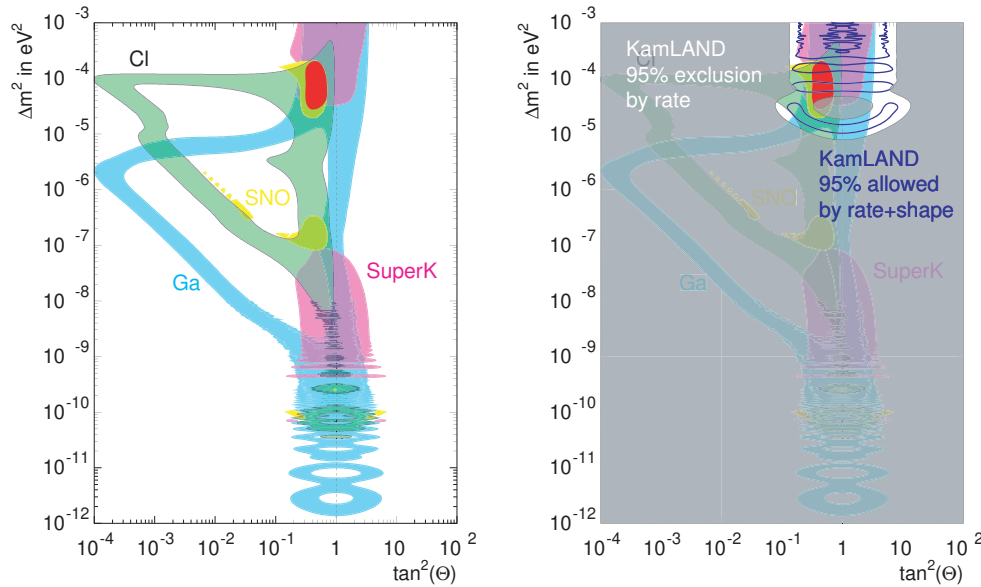 Δm² in eV²
10⁻³
10⁻⁴
10⁻⁵
10⁻⁶
10⁻⁷
10⁻⁸
10⁻⁹
10⁻¹⁰
10⁻¹¹
10⁻¹²
Cl
SNO
Ga
SuperK
10⁻⁴ 10⁻³ 10⁻² 10⁻¹ 1 10 10²
tan²(Θ)
Δm² in eV²
10⁻³
10⁻⁴
10⁻⁵
10⁻⁶
10⁻⁷
10⁻⁸
10⁻⁹
10⁻¹⁰
10⁻¹¹
10⁻¹²
KamLAND
95% exclusion
by rate
Cl
KamLAND
95% allowed
by rate+shape
SNO
Ga
SuperK
10⁻⁴ 10⁻³ 10⁻² 10⁻¹ 1 10 10²
tan²(Θ)